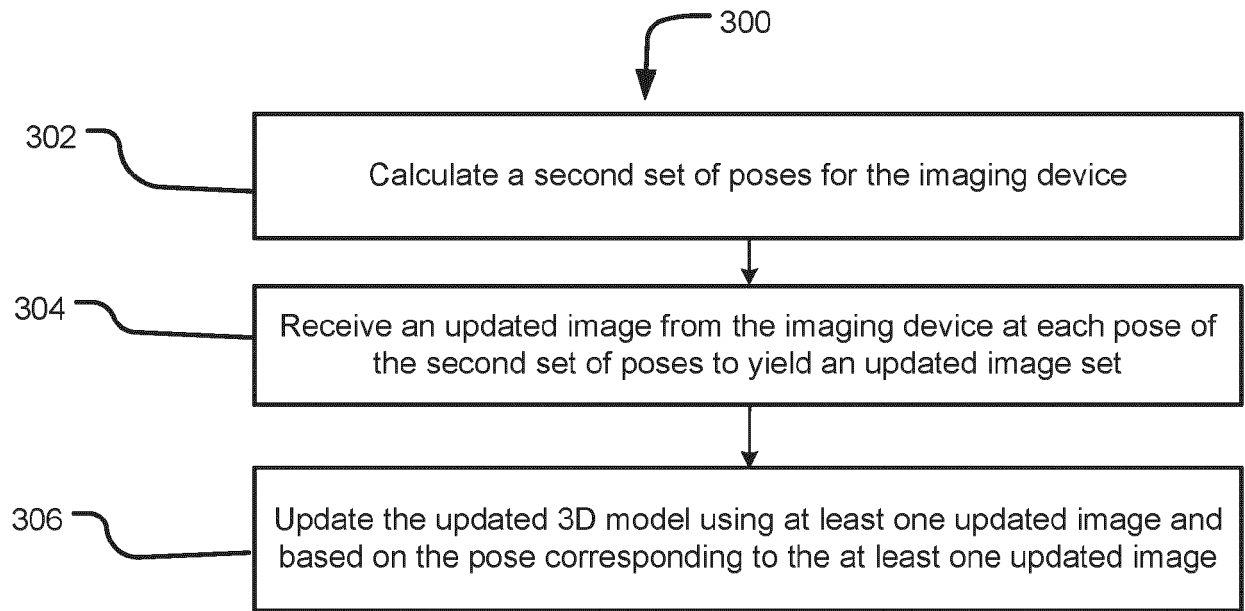 300
302
Calculate a second set of poses for the imaging device
304
Receive an updated image from the imaging device at each pose of
the second set of poses to yield an updated image set
306
Update the updated 3D model using at least one updated image and
based on the pose corresponding to the at least one updated image